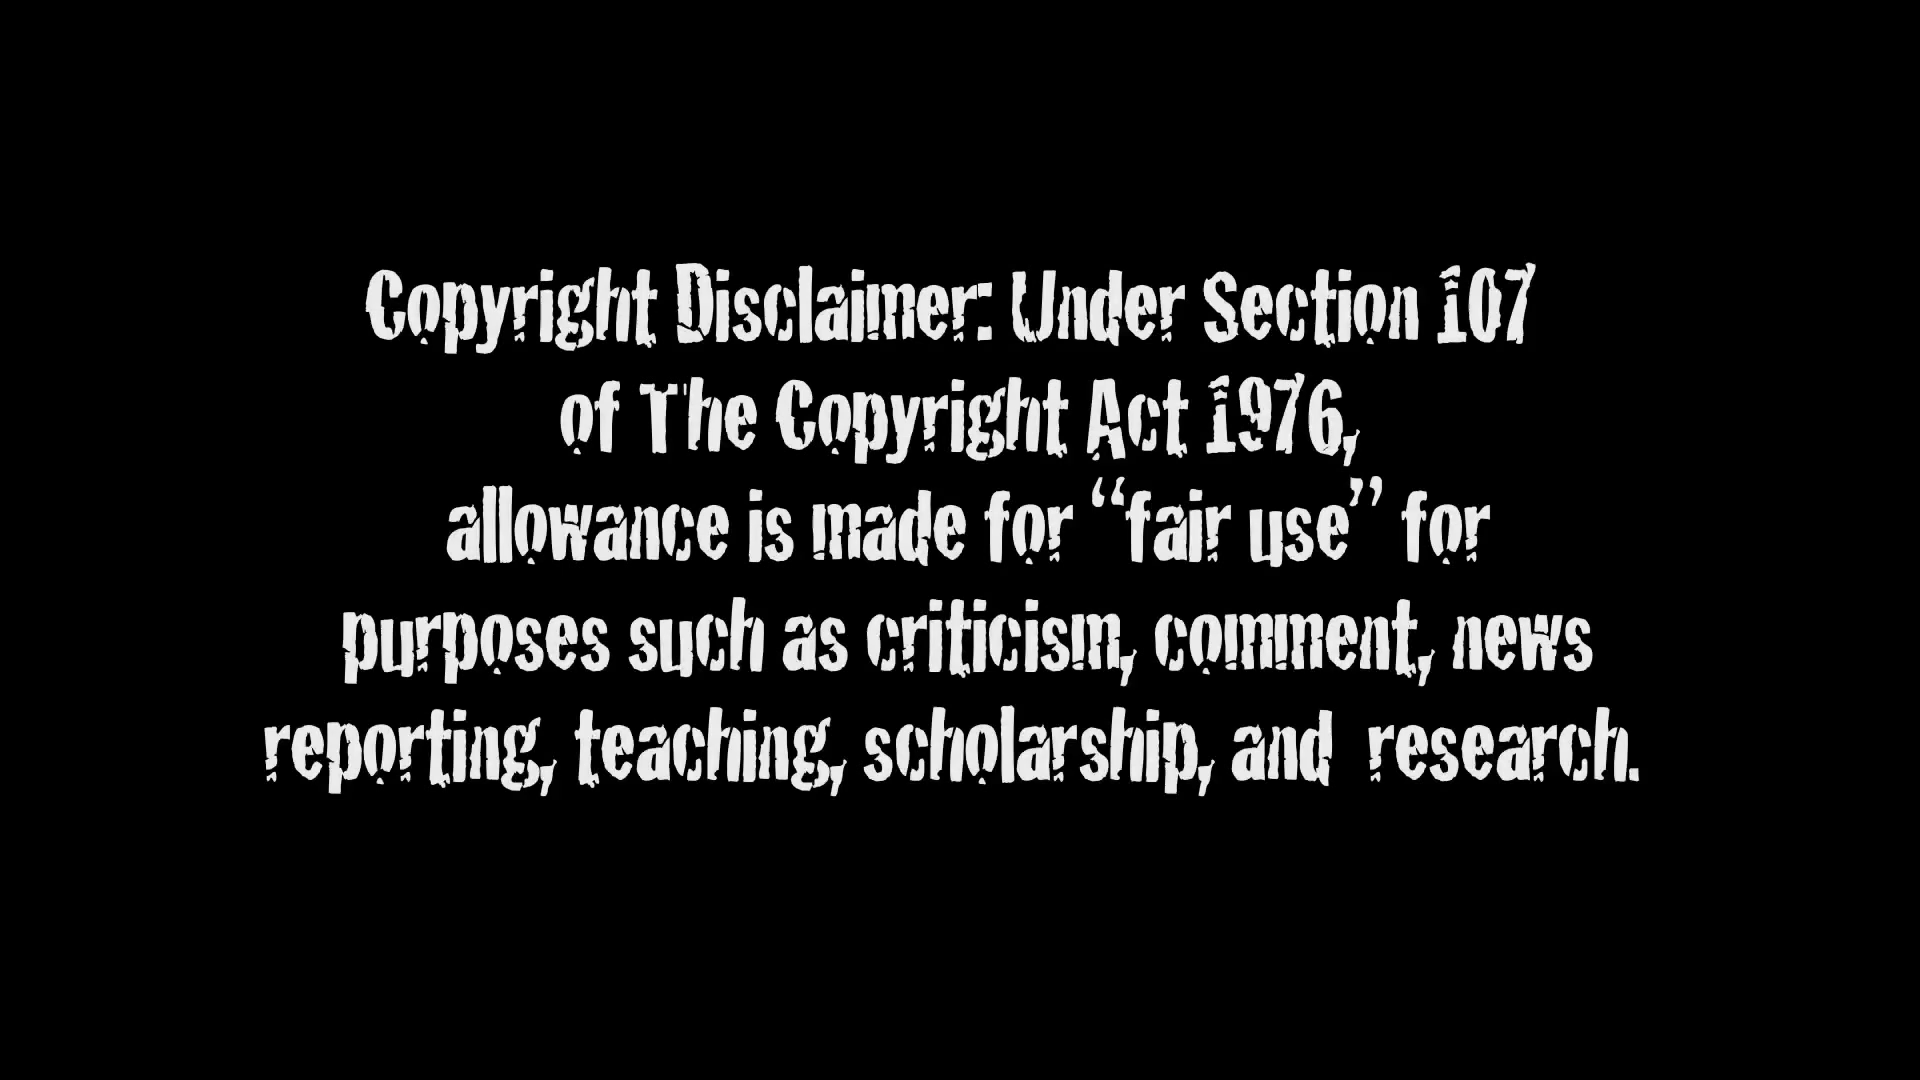 Copyright Disclaimer: Under Section 107
of The Copyright Act 1976,
allowance is made for “fair use” for
purposes such as criticism, comment, news
reporting, teaching, scholarship, and  research.